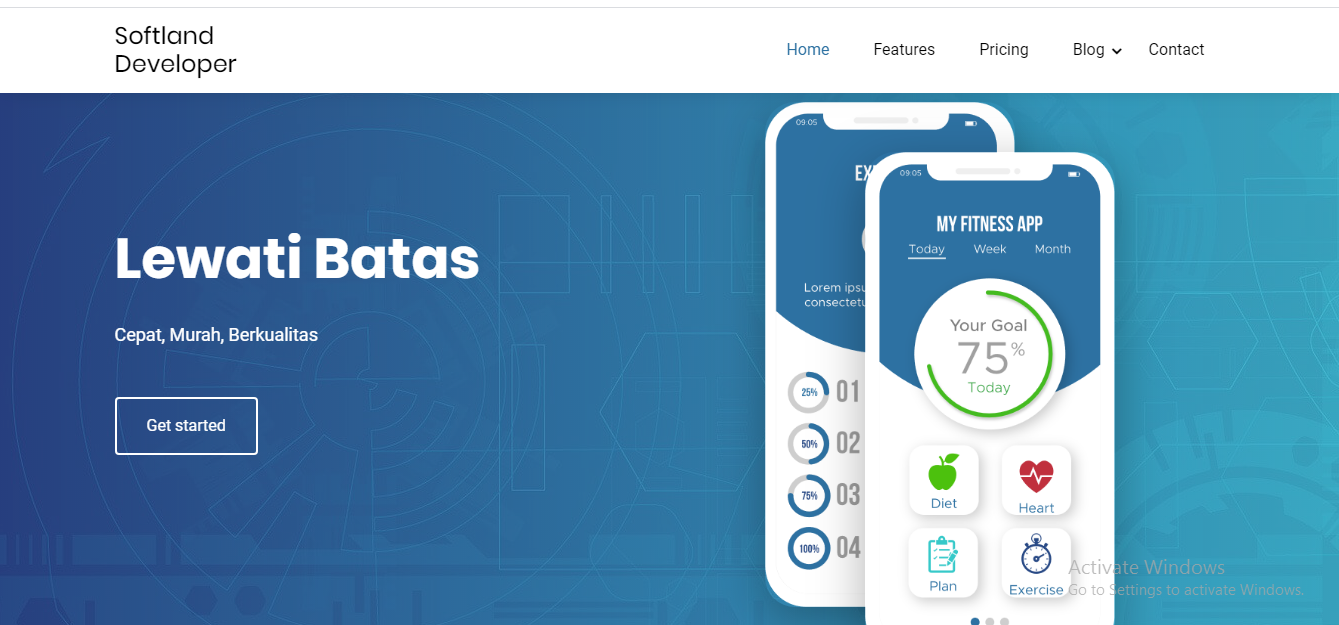 Softland
Developer
Home Features Pricing Blog Contact
Lewati Batas
Cepat, Murah, Berkualitas
Get started
09:05
Lorem
25% 01
50% 02
75% 03
100% 04
09:05
MY FITNESS APP
Today Week Month
Your Goal
75%
Today
Diet Heart
Plan Exercise
Activate Windows
Go to Settings to activate Windows.